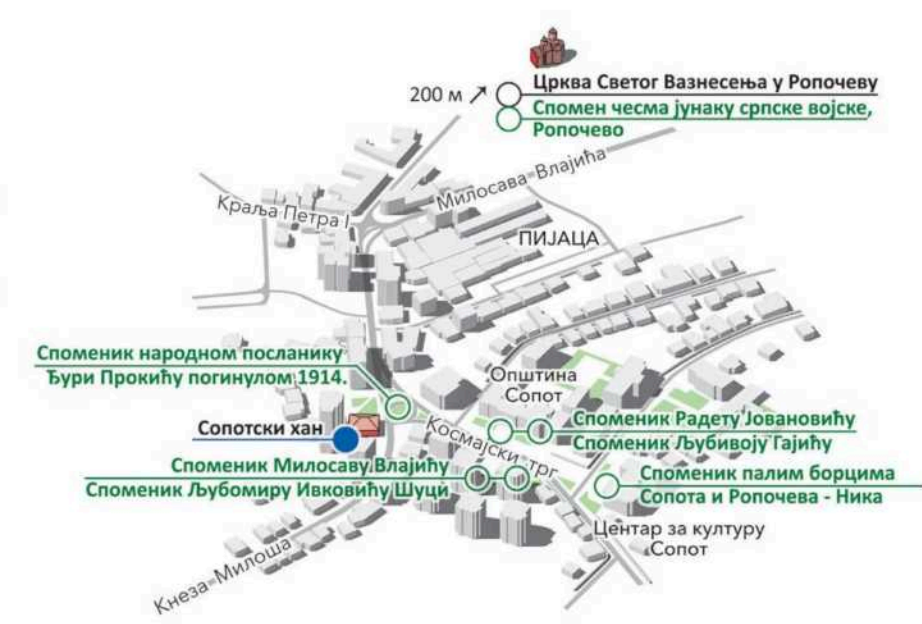 Црква Светог Вазнесења у Ропочеву
200 м
Спомен чесма јунаку српске војске,
Ропочево
Милосава Влајића
Краља Петра I
ПИЈАЦА
Споменик народном посланику
Ђури Прокићу погинулом 1914.
Општина
Сопот
Споменик Радету Јовановићу
Сопотски хан
Космајски трг
Споменик Љубивоју Гајићу
Споменик Милосаву Влајићу
Споменик палим борцима
Споменик Љубомиру Ивковићу Шуци
Сопота и Ропочева - Ника
Центар за културу
Сопот
Кнеза Милоша